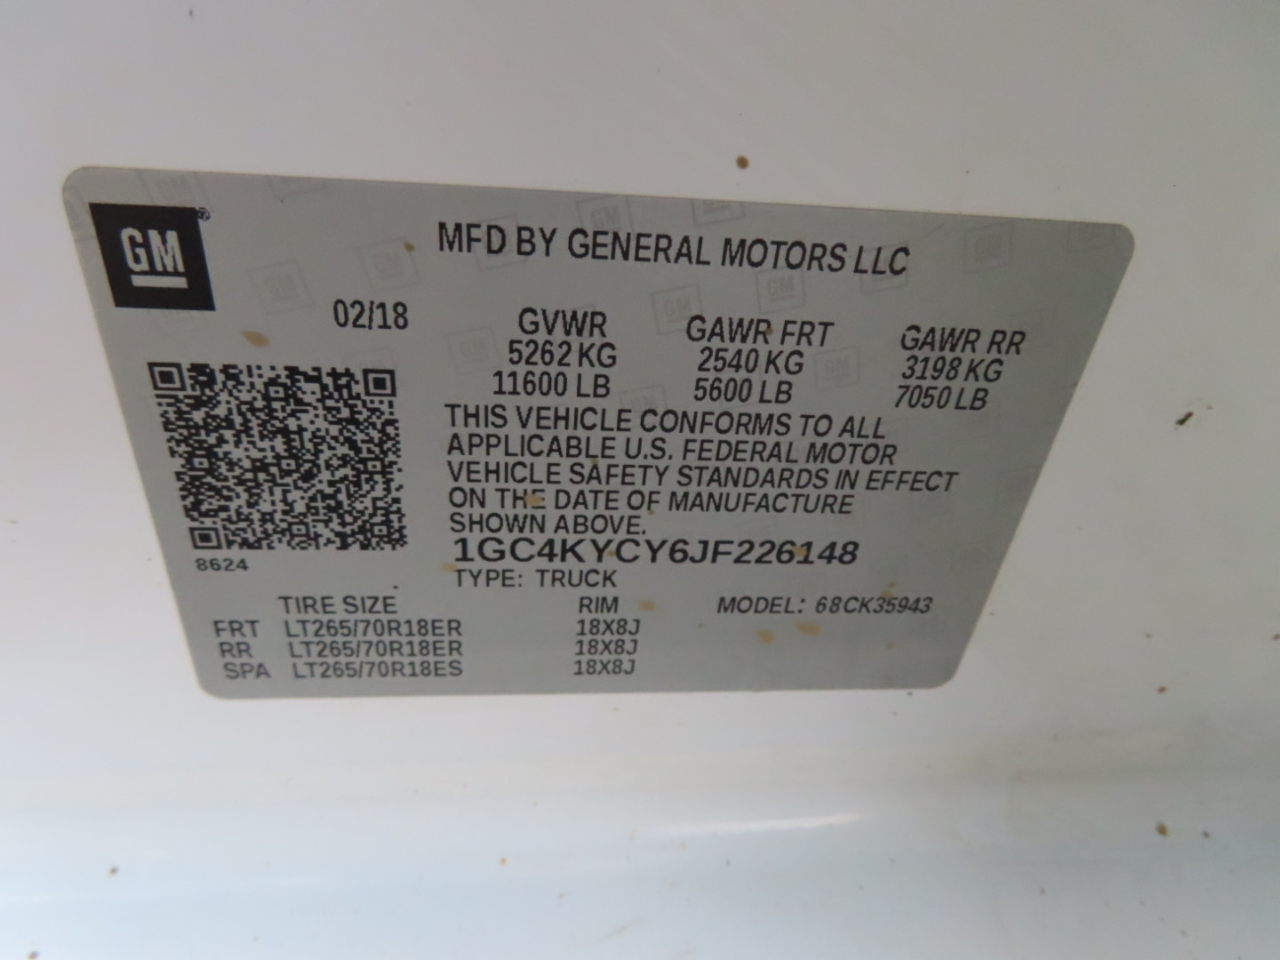 GM
MFD BY GENERAL MOTORS LLC
02/18
GVWR GAWR FRT GAWR RR
5262 KG 2540 KG 3198 KG
11600 LB 5600 LB 7050 LB
THIS VEHICLE CONFORMS TO ALL
APPLICABLE U.S. FEDERAL MOTOR
VEHICLE SAFETY STANDARDS IN EFFECT
ON THE DATE OF MANUFACTURE
SHOWN ABOVE.
1GC4KYCY6JF226148
8624
TYPE: TRUCK
TIRE SIZE RIM MODEL: 68CK35943
FRT LT265/70R18ER 18X8J
RR LT265/70R18ER 18X8J
SPA LT265/70R18ES 18X8J